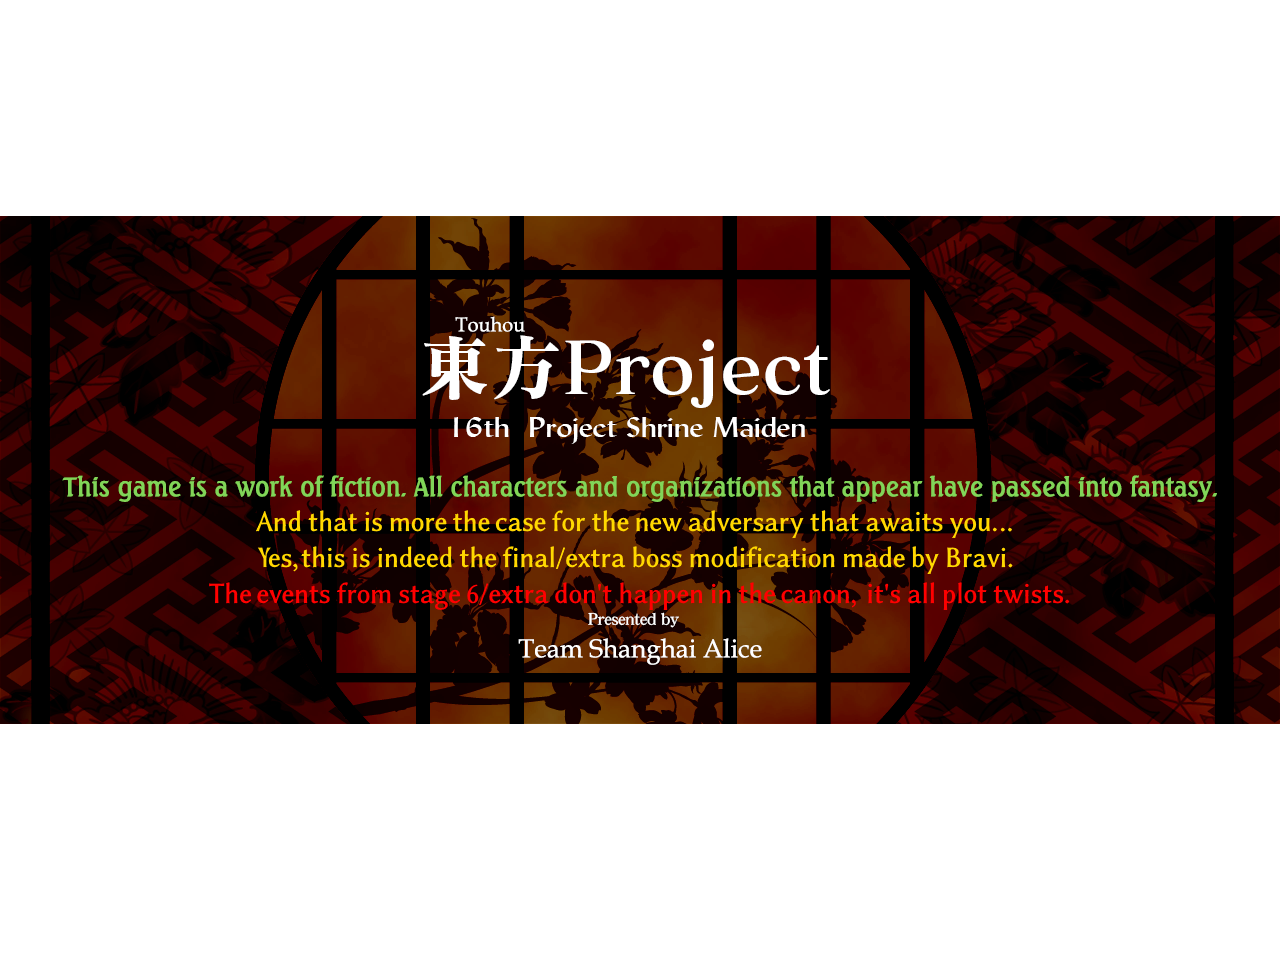 Touhou
東方Project
16th Project Shrine Maiden
This game is a work of fiction. All characters and organizations that appear have passed into fantasy.
And that is more the case for the new adversary that awaits you...
Yes, this is indeed the final/extra boss modification made by Bravi.
The events from stage 6/extra don't happen in the canon, it's all plot twists.
Presented by
Team Shanghai Alice